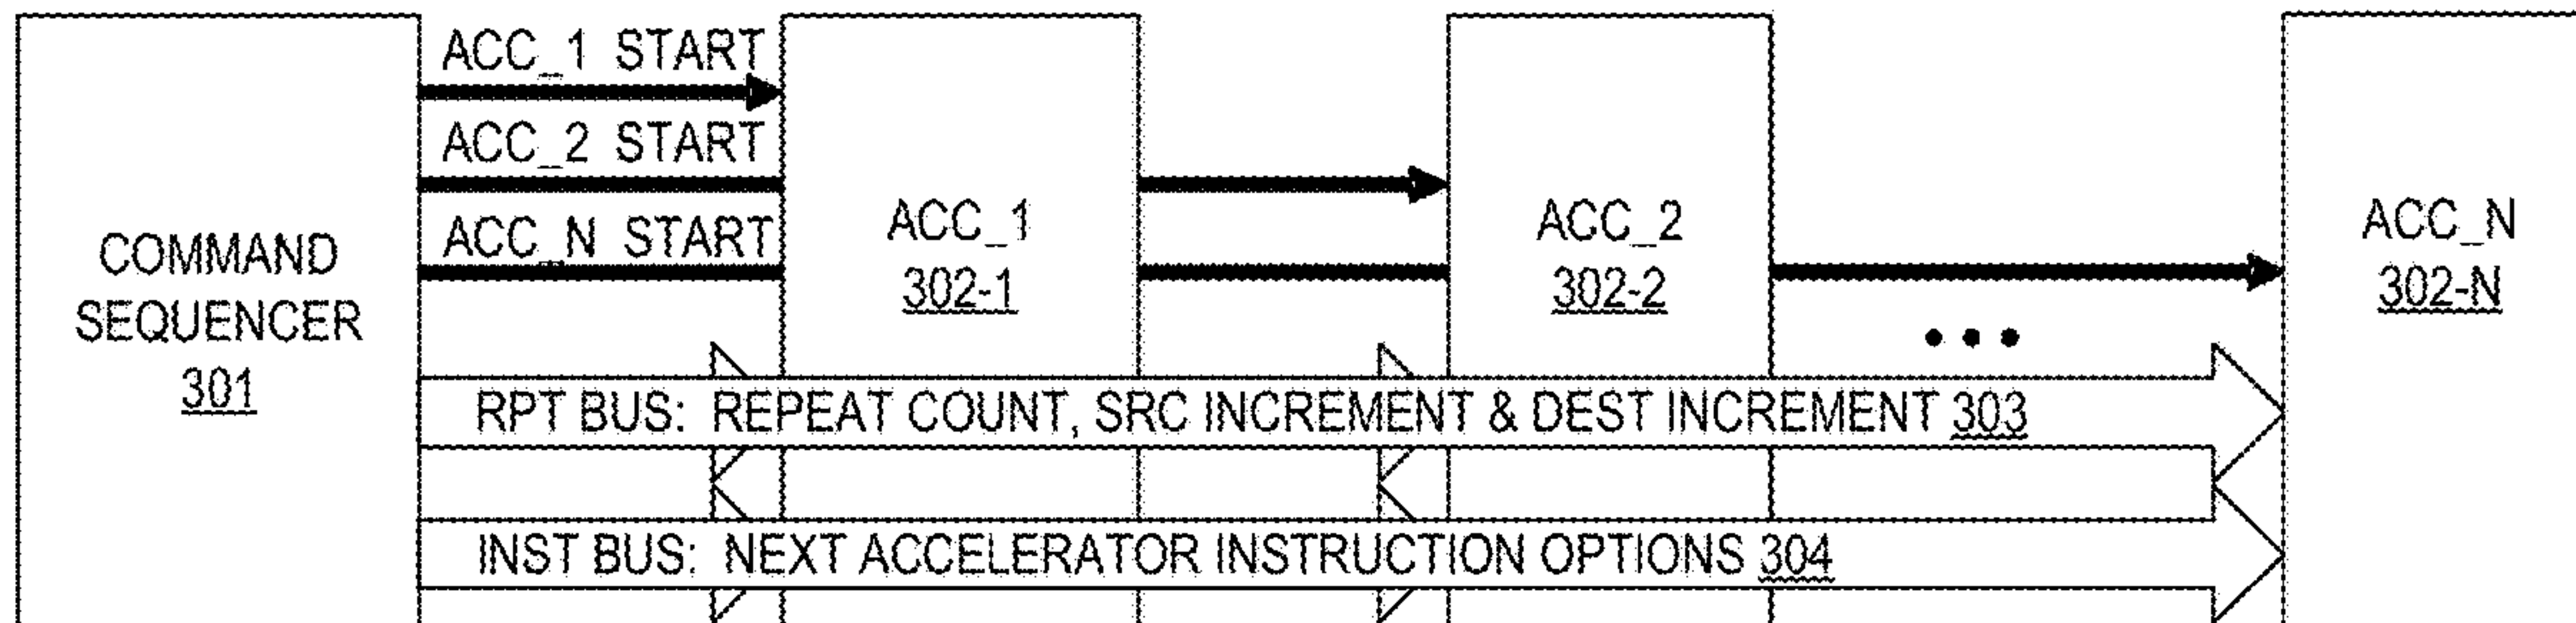 ACC_1 START
ACC_2 START
ACC_N START
COMMAND
SEQUENCER
301
ACC_1
302-1
ACC_2
302-2
ACC_N
302-N
• • •
RPT BUS: REPEAT COUNT, SRC INCREMENT & DEST INCREMENT 303
INST BUS: NEXT ACCELERATOR INSTRUCTION OPTIONS 304